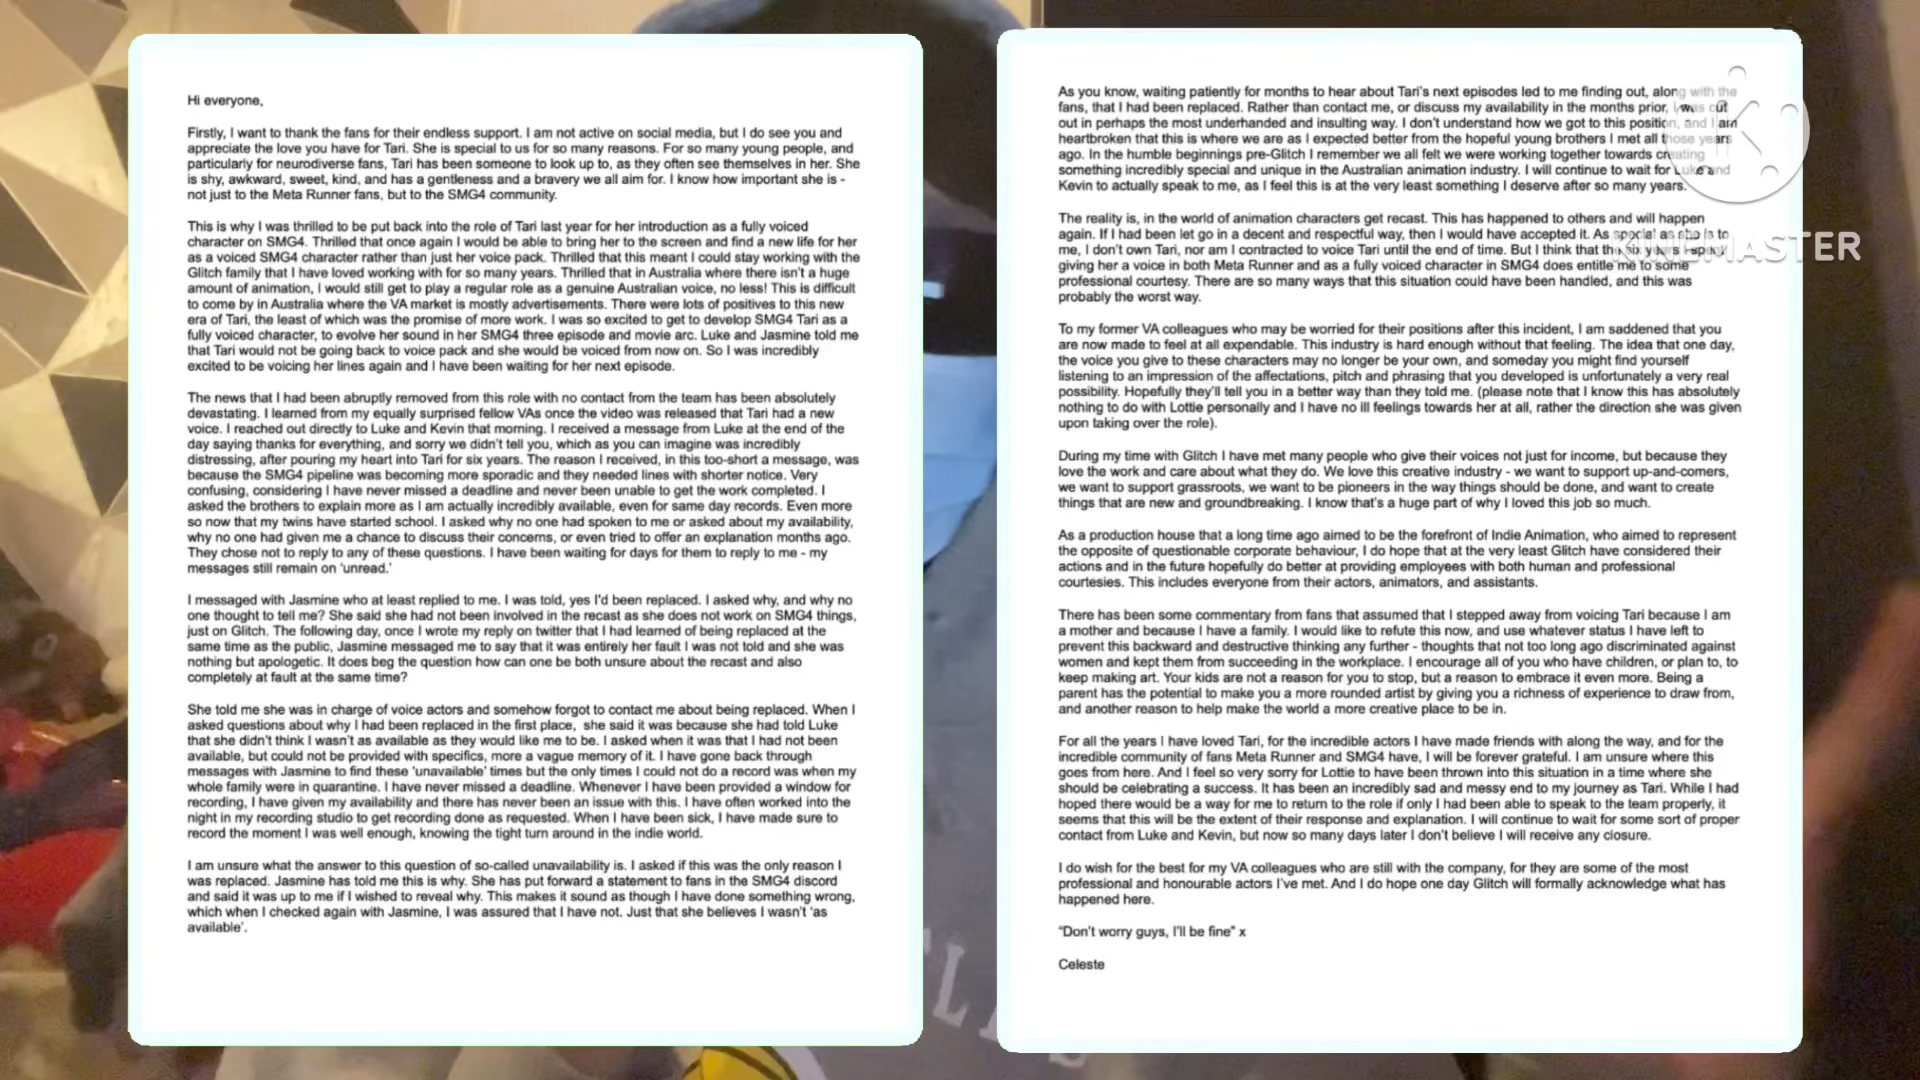 Hi everyone,
Firstly, I want to thank the fans for their endless support. I am not active on social media, but I do see you and
appreciate the love you have for Tari. She is special to us for so many reasons. For so many young people, and
particularly for neurodiverse fans, Tari has been someone to look up to, as they often see themselves in her. She
is shy, awkward, sweet, kind, and has a gentleness and a bravery we all aim for. I know how important she is -
not just to the Meta Runner fans, but to the SMG4 community.
This is why I was thrilled to be put back into the role of Tari last year for her introduction as a fully voiced
character on SMG4. Thrilled that once again I would be able to bring her to the screen and find a new life for her
as a voiced SMG4 character rather than just her voice pack. Thrilled that this meant I could stay working with the
Glitch family that I have loved working with for so many years. Thrilled that in Australia where there isn't a huge
amount of animation, I would still get to play a regular role as a genuine Australian voice, no less! This is difficult
to come by in Australia where the VA market is mostly advertisements. There were lots of positives to this new
era of Tari, the least of which was the promise of more work. I was so excited to get to develop SMG4 Tari as a
fully voiced character, to evolve her sound in her SMG4 three episode and movie arc. Luke and Jasmine told me
that Tari would not be going back to voice pack and she would be voiced from now on. So I was incredibly
excited to be voicing her lines again and I have been waiting for her next episode.
The news that I had been abruptly removed from this role with no contact from the team has been absolutely
devastating. I learned from my equally surprised fellow VAs once the video was released that Tari had a new
voice. I reached out directly to Luke and Kevin that morning. I received a message from Luke at the end of the
day saying thanks for everything, and sorry we didn't tell you, which as you can imagine was incredibly
distressing, after pouring my heart into Tari for six years. The reason I received, in this too-short a message, was
because the SMG4 pipeline was becoming more sporadic and they needed lines with shorter notice. Very
confusing, considering I have never missed a deadline and never been unable to get the work completed. I
asked the brothers to explain more as I am actually incredibly available, even for same day records. Even more
so now that my twins have started school. I asked why no one had spoken to me or asked about my availability,
why no one had given me a chance to discuss their concerns, or even tried to offer an explanation months ago.
They chose not to reply to any of these questions. I have been waiting for days for them to reply to me - my
messages still remain on 'unread.'
I messaged with Jasmine who at least replied to me. I was told, yes I'd been replaced. I asked why, and why no
one thought to tell me? She said she had not been involved in the recast as she does not work on SMG4 things,
just on Glitch. The following day, once I wrote my reply on twitter that I had learned of being replaced at the
same time as the public, Jasmine messaged me to say that it was entirely her fault I was not told and she was
nothing but apologetic. It does beg the question how can one be both unsure about the recast and also
completely at fault at the same time?
She told me she was in charge of voice actors and somehow forgot to contact me about being replaced. When I
asked questions about why I had been replaced in the first place,  she said it was because she had told Luke
that she didn't think I wasn't as available as they would like me to be. I asked when it was that I had not been
available, but could not be provided with specifics, more a vague memory of it. I have gone back through
messages with Jasmine to find these 'unavailable' times but the only times I could not do a record was when my
whole family were in quarantine. I have never missed a deadline. Whenever I have been provided a window for
recording, I have given my availability and there has never been an issue with this. I have often worked into the
night in my recording studio to get recording done as requested. When I have been sick, I have made sure to
record the moment I was well enough, knowing the tight turn around in the indie world.
I am unsure what the answer to this question of so-called unavailability is. I asked if this was the only reason I
was replaced. Jasmine has told me this is why. She has put forward a statement to fans in the SMG4 discord
and said it was up to me if I wished to reveal why. This makes it sound as though I have done something wrong,
which when I checked again with Jasmine, I was assured that I have not. Just that she believes I wasn't 'as
available'.
As you know, waiting patiently for months to hear about Tari's next episodes led to me finding out, along with the
fans, that I had been replaced. Rather than contact me, or discuss my availability in the months prior, I was cut
out in perhaps the most underhanded and insulting way. I don't understand how we got to this position, and I am
heartbroken that this is where we are as I expected better from the hopeful young brothers I met all those years
ago. In the humble beginnings pre-Glitch I remember we all felt we were working together towards creating
something incredibly special and unique in the Australian animation industry. I will continue to wait for Luke and
Kevin to actually speak to me, as I feel this is at the very least something I deserve after so many years.
The reality is, in the world of animation characters get recast. This has happened to others and will happen
again. If I had been let go in a decent and respectful way, then I would have accepted it. As special as she is to
me, I don't own Tari, nor am I contracted to voice Tari until the end of time. But I think that the six years I spent
giving her a voice in both Meta Runner and as a fully voiced character in SMG4 does entitle me to some
professional courtesy. There are so many ways that this situation could have been handled, and this was
probably the worst way.
To my former VA colleagues who may be worried for their positions after this incident, I am saddened that you
are now made to feel at all expendable. This industry is hard enough without that feeling. The idea that one day,
the voice you give to these characters may no longer be your own, and someday you might find yourself
listening to an impression of the affectations, pitch and phrasing that you developed is unfortunately a very real
possibility. Hopefully they'll tell you in a better way than they told me. (please note that I know this has absolutely
nothing to do with Lottie personally and I have no ill feelings towards her at all, rather the direction she was given
upon taking over the role).
During my time with Glitch I have met many people who give their voices not just for income, but because they
love the work and care about what they do. We love this creative industry - we want to support up-and-comers,
we want to support grassroots, we want to be pioneers in the way things should be done, and want to create
things that are new and groundbreaking. I know that's a huge part of why I loved this job so much.
As a production house that a long time ago aimed to be the forefront of Indie Animation, who aimed to represent
the opposite of questionable corporate behaviour, I do hope that at the very least Glitch have considered their
actions and in the future hopefully do better at providing employees with both human and professional
courtesies. This includes everyone from their actors, animators, and assistants.
There has been some commentary from fans that assumed that I stepped away from voicing Tari because I am
a mother and because I have a family. I would like to refute this now, and use whatever status I have left to
prevent this backward and destructive thinking any further - thoughts that not too long ago discriminated against
women and kept them from succeeding in the workplace. I encourage all of you who have children, or plan to, to
keep making art. Your kids are not a reason for you to stop, but a reason to embrace it even more. Being a
parent has the potential to make you a more rounded artist by giving you a richness of experience to draw from,
and another reason to help make the world a more creative place to be in.
For all the years I have loved Tari, for the incredible actors I have made friends with along the way, and for the
incredible community of fans Meta Runner and SMG4 have, I will be forever grateful. I am unsure where this
goes from here. And I feel so very sorry for Lottie to have been thrown into this situation in a time where she
should be celebrating a success. It has been an incredibly sad and messy end to my journey as Tari. While I had
hoped there would be a way for me to return to the role if only I had been able to speak to the team properly, it
seems that this will be the extent of their response and explanation. I will continue to wait for some sort of proper
contact from Luke and Kevin, but now so many days later I don't believe I will receive any closure.
I do wish for the best for my VA colleagues who are still with the company, for they are some of the most
professional and honourable actors I've met. And I do hope one day Glitch will formally acknowledge what has
happened here.
"Don't worry guys, I'll be fine" x
Celeste
KINEMASTER